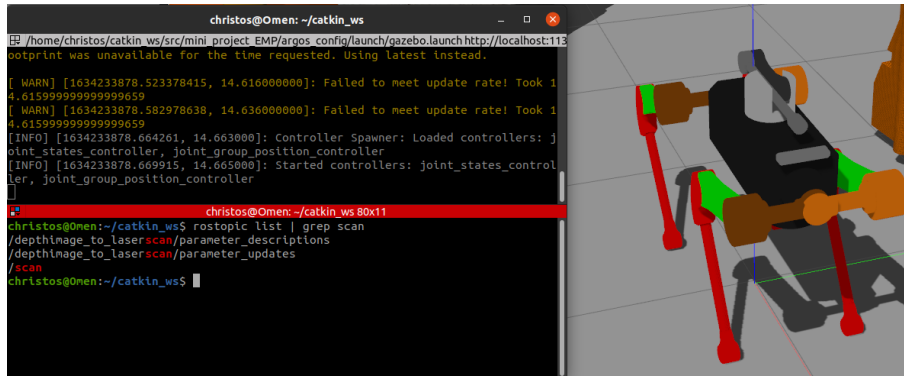 christos@Omen: ~/catkin_ws
/home/christos/catkin_ws/src/mini_project_EMP/argos_config/launch/gazebo.launch http://localhost:113
ootprint was unavailable for the time requested. Using latest instead.
[ WARN] [1634233878.523378415, 14.616000000]: Failed to meet update rate! Took 1
4.615999999999999659
[ WARN] [1634233878.582978638, 14.636000000]: Failed to meet update rate! Took 1
4.615999999999999659
[INFO] [1634233878.664261, 14.663000]: Controller Spawner: Loaded controllers: j
oint_states_controller, joint_group_position_controller
[INFO] [1634233878.669915, 14.665000]: Started controllers: joint_states_control
ler, joint_group_position_controller
christos@Omen: ~/catkin_ws 80x11
christos@Omen:~/catkin_ws$ rostopic list | grep scan
/depthimage_to_laserscan/parameter_descriptions
/depthimage_to_laserscan/parameter_updates
/scan
christos@Omen:~/catkin_ws$